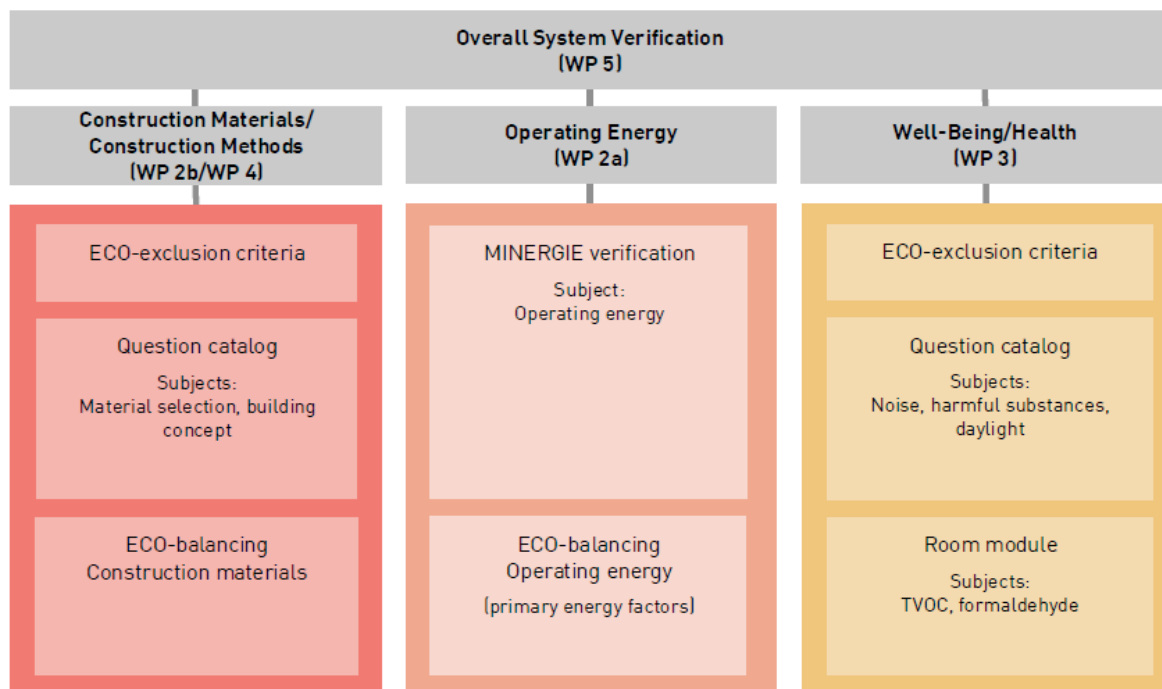 Overall System Verification
(WP 5)
Construction Materials/
Construction Methods
(WP 2b/WP 4)
ECO-exclusion criteria
Question catalog
Subjects:
Material selection, building
concept
ECO-balancing
Construction materials
Operating Energy
(WP 2a)
MINERGIE verification
Subject:
Operating energy
ECO-balancing
Operating energy
(primary energy factors)
Well-Being/Health
(WP 3)
ECO-exclusion criteria
Question catalog
Subjects:
Noise, harmful substances,
daylight
Room module
Subjects:
TVOC, formaldehyde